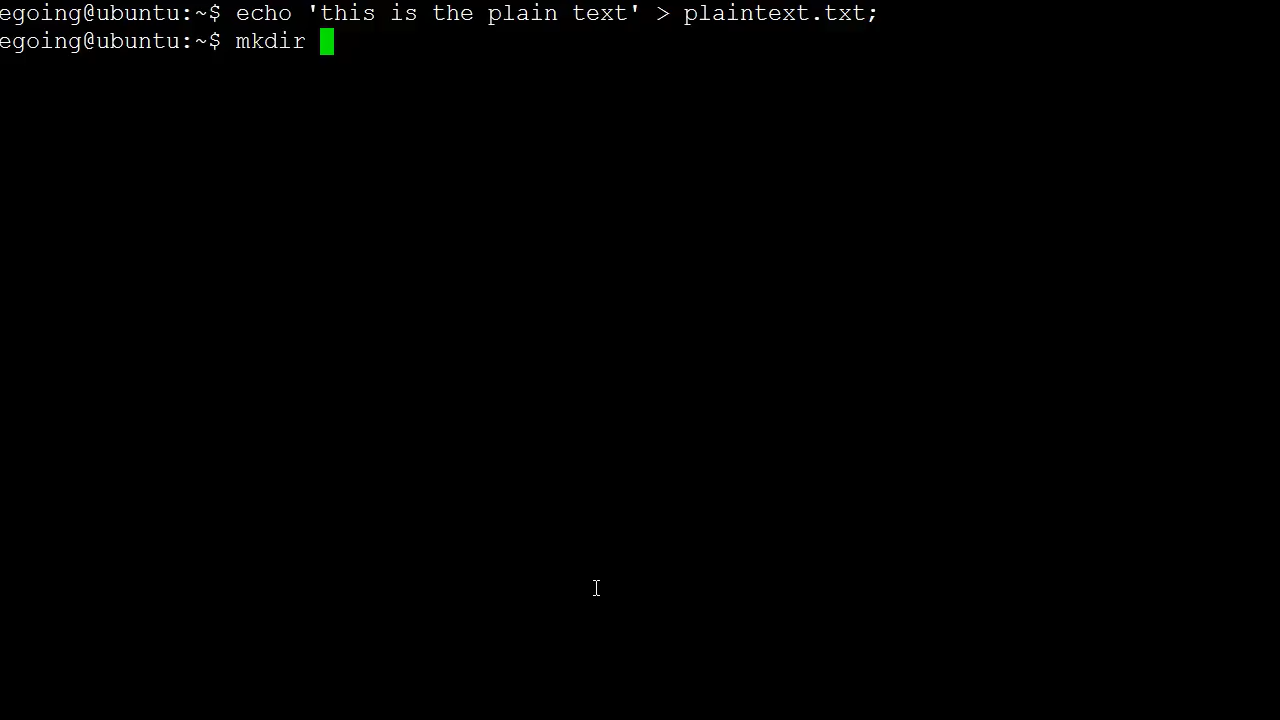 egoing@ubuntu:~$ echo 'this is the plain text' > plaintext.txt;
egoing@ubuntu:~$ mkdir